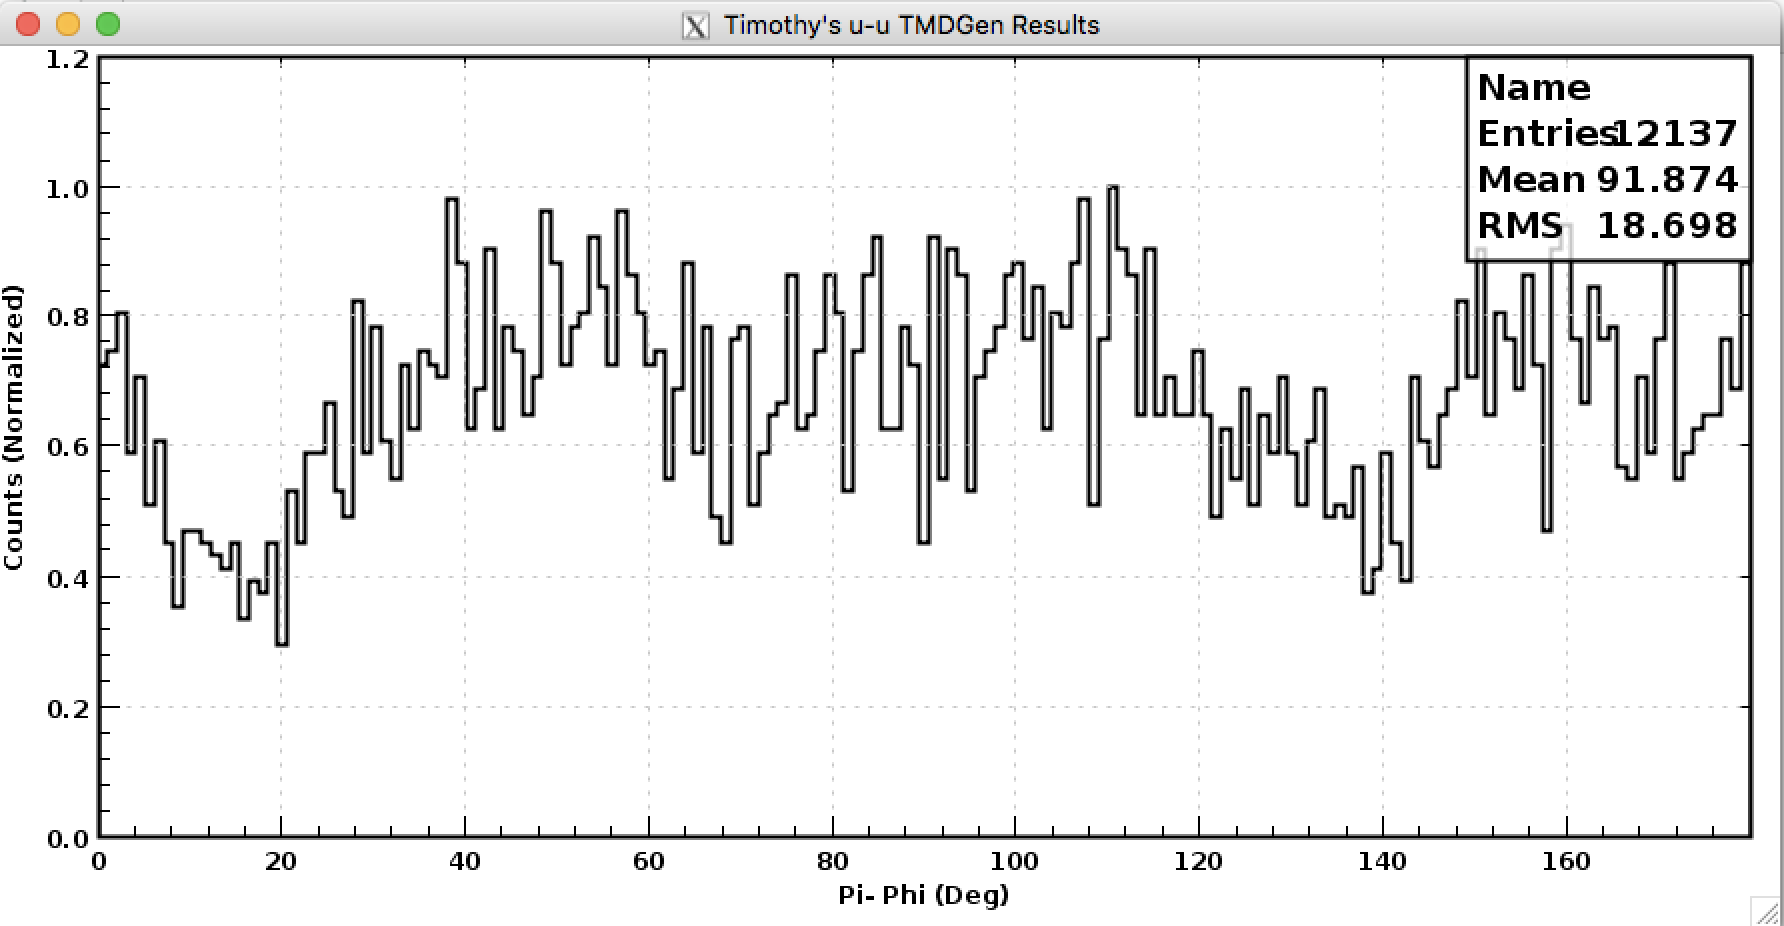 Timothy's u-u TMDGen Results
1.2
1.0
0.8
0.6
0.4
0.2
0.0
Counts (Normalized)
Name
Entries 12137
Mean 91.874
RMS 18.698
0 20 40 60 80 100 120 140 160
Pi- Phi (Deg)